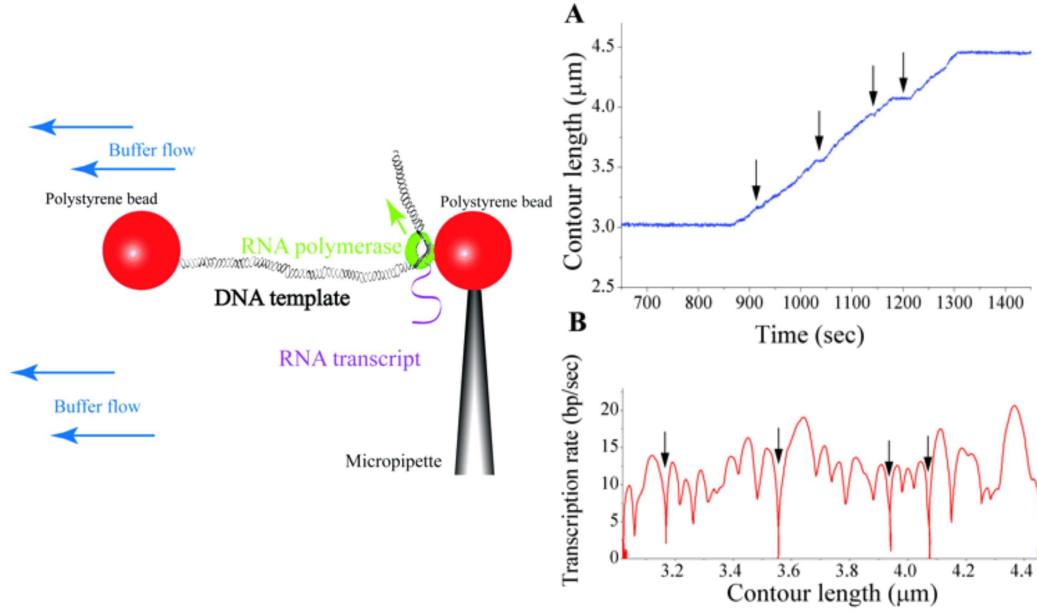 Buffer flow
Polystyrene bead
Polystyrene bead
RNA polymerase
DNA template
RNA transcript
Buffer flow
Micropipette
A
Contour length (μm)
4.5
4.0
3.5
3.0
2.5
700 800 900 1000 1100 1200 1300 1400
Time (sec)
B
Transcription rate (bp/sec)
20
15
10
5
0
3.2 3.4 3.6 3.8 4.0 4.2 4.4
Contour length (μm)